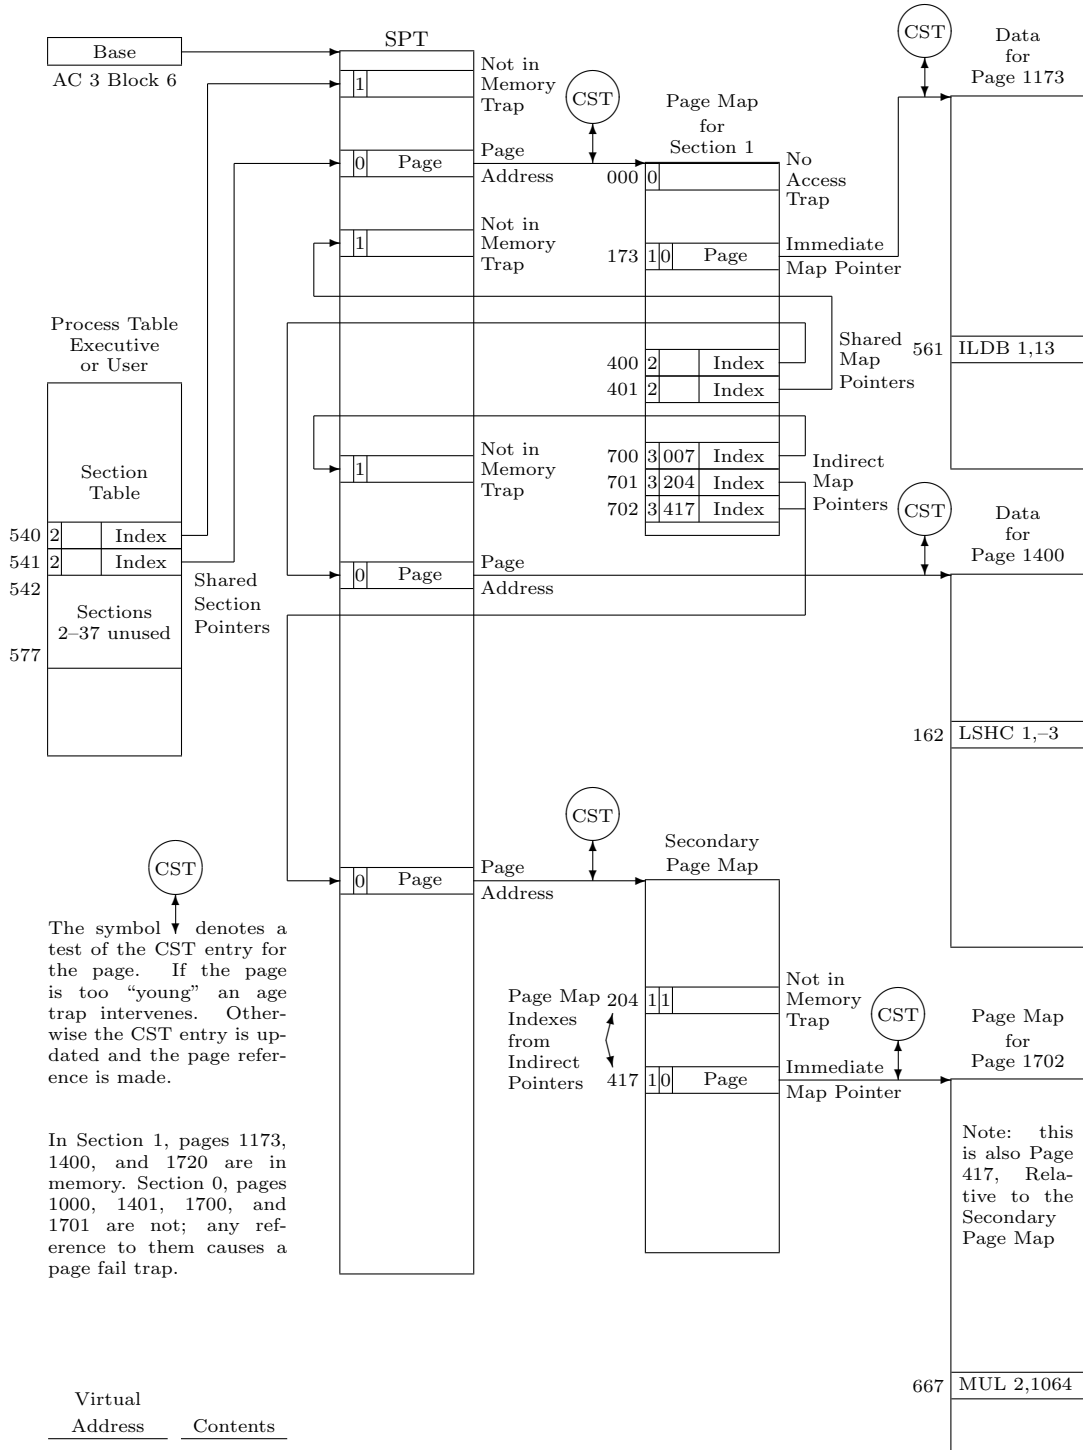 Base
AC 3 Block 6
SPT
1
Not in
Memory
Trap
0 Page
Page
Address
CST
1
Not in
Memory
Trap
Page Map
for
Section 1
000 0
No
Access
Trap
173 1 0 Page
Immediate
Map Pointer
400 2 Index
401 2 Index
Shared
Map
Pointers
700 3 007 Index
701 3 204 Index
702 3 417 Index
Indirect
Map
Pointers
CST
Data
for
Page 1173
561 ILDB 1,13
Process Table
Executive
or User
Section
Table
540 2 Index
541 2 Index
542
Sections
2–37 unused
577
Shared
Section
Pointers
1
Not in
Memory
Trap
0 Page
Page
Address
CST
Data
for
Page 1400
162 LSHC 1,–3
0 Page
Page
Address
CST
Secondary
Page Map
204 1 1
Not in
Memory
Trap
Page Map
Indexes
from
Indirect
Pointers
417 1 0 Page
Immediate
Map Pointer
CST
Page Map
for
Page 1702
Note: this
is also Page
417, Rela-
tive to the
Secondary
Page Map
667 MUL 2,1064
CST
The symbol denotes a
test of the CST entry for
the page. If the page
is too “young” an age
trap intervenes. Other-
wise the CST entry is up-
dated and the page refer-
ence is made.
In Section 1, pages 1173,
1400, and 1720 are in
memory. Section 0, pages
1000, 1401, 1700, and
1701 are not; any ref-
erence to them causes a
page fail trap.
Virtual
Address Contents